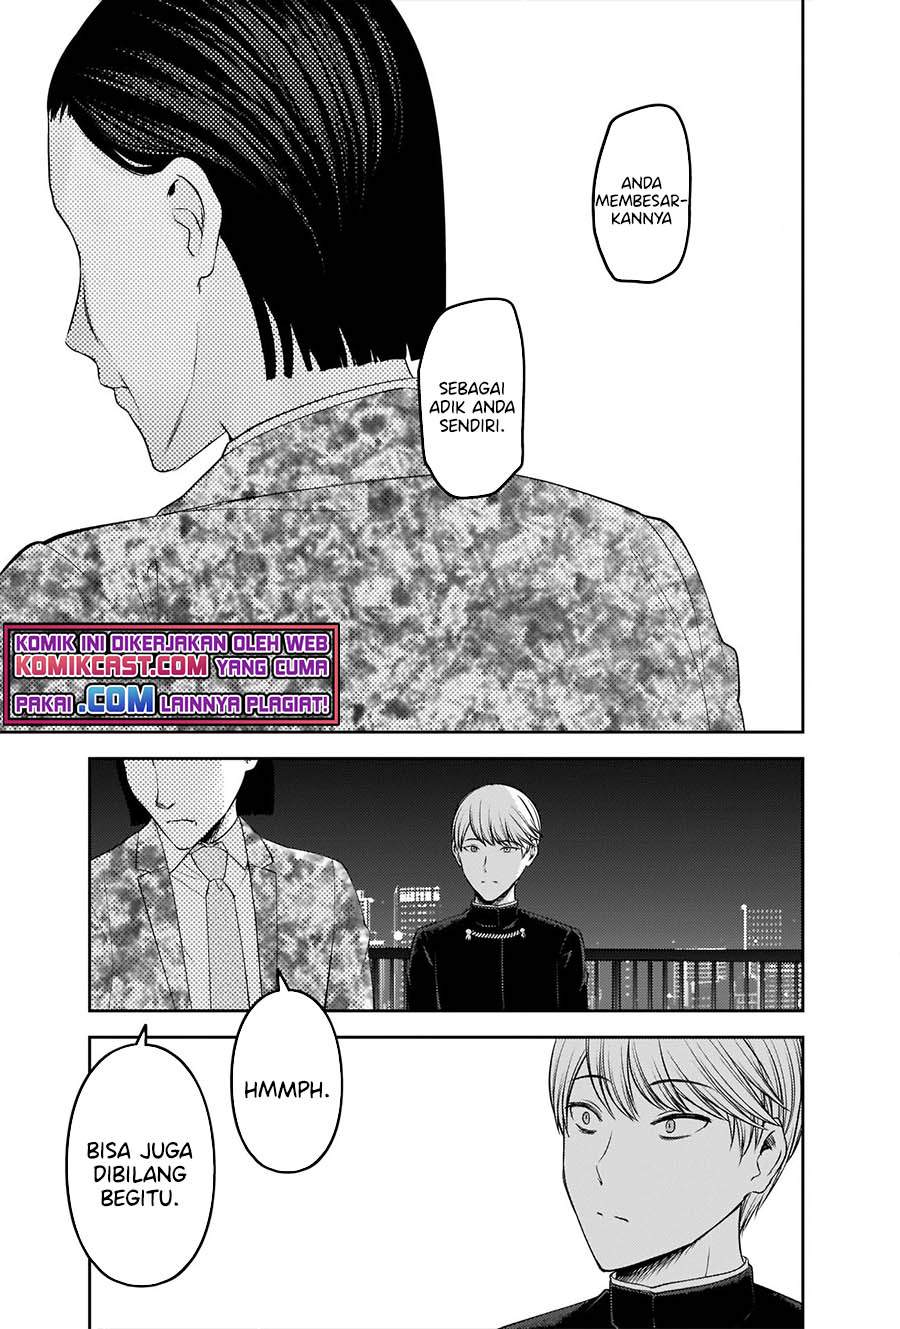 ANDA
MEMBESAR-
KANNYA
SEBAGAI
ADIK ANDA
SENDIRI.
KOMIK INI DIKERJAKAN OLEH WEB
KOMIKCAST.COM YANG CUMA
PAKAI .COM LAINNYA PLAGIAT!
HMMPH.
BISA JUGA
DIBILANG
BEGITU.